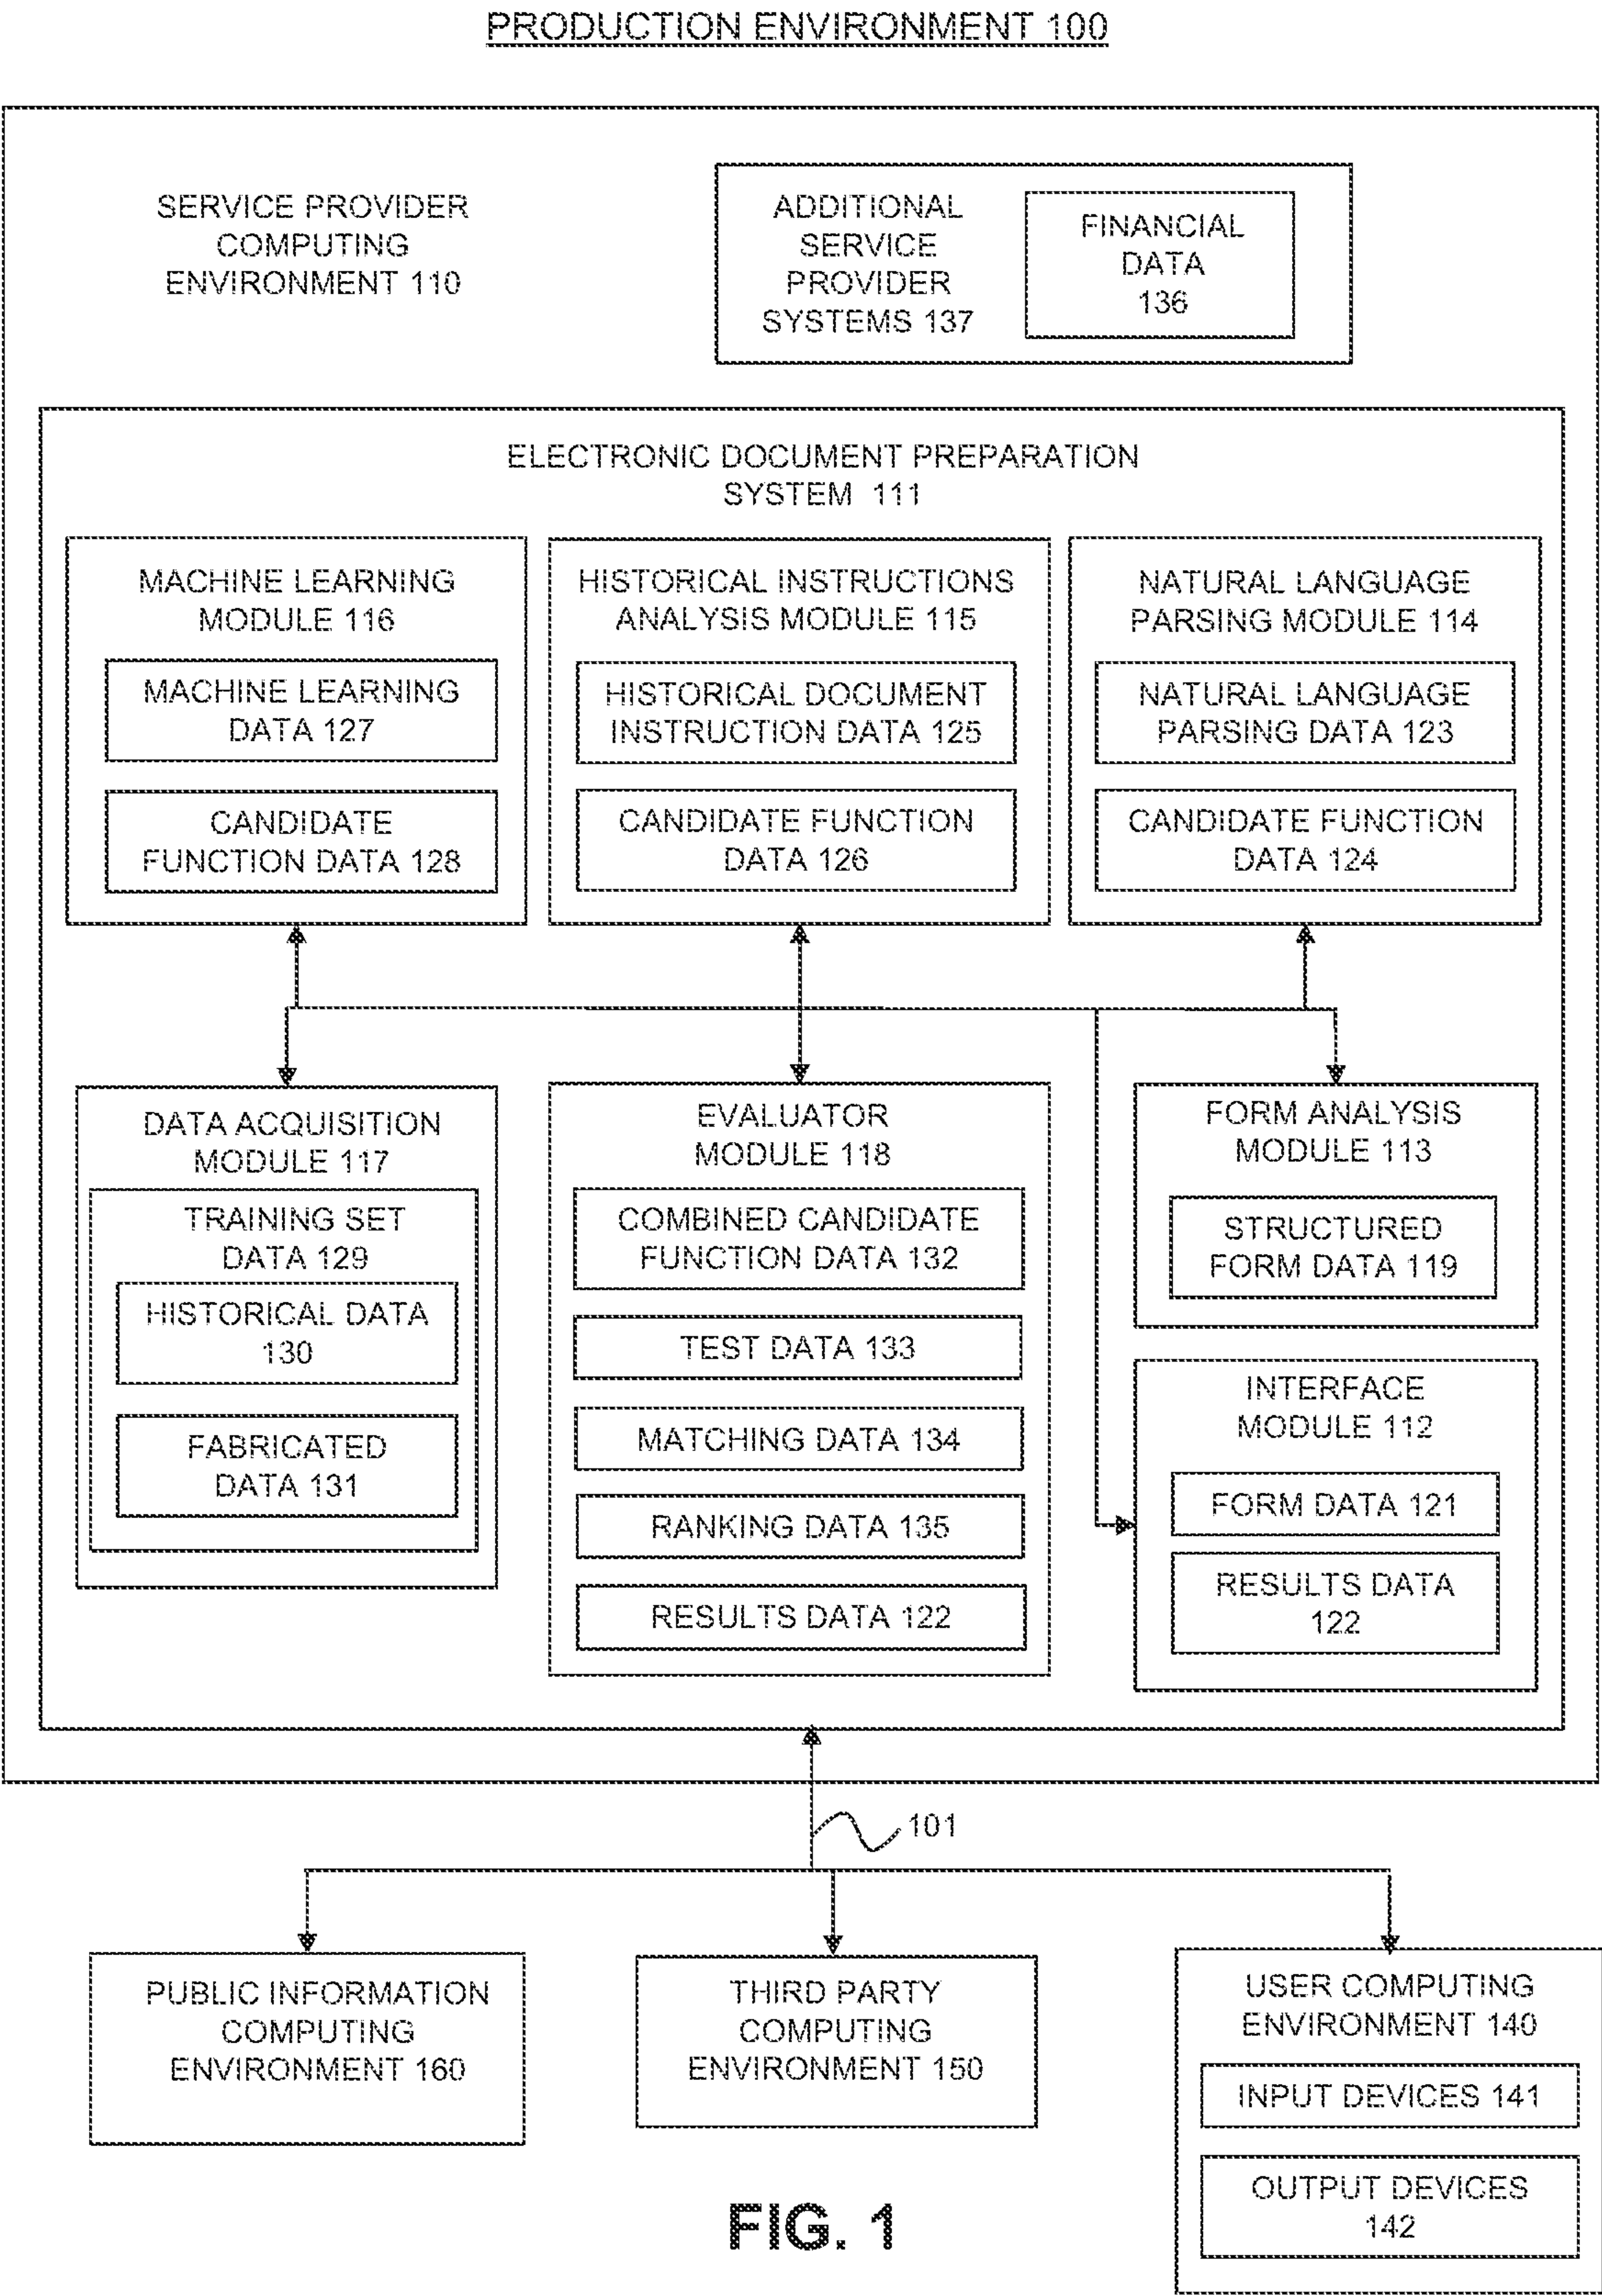 PRODUCTION ENVIRONMENT 100
SERVICE PROVIDER
COMPUTING
ENVIRONMENT 110
ADDITIONAL
SERVICE
PROVIDER
SYSTEMS 137
FINANCIAL
DATA
136
ELECTRONIC DOCUMENT PREPARATION
SYSTEM 111
MACHINE LEARNING
MODULE 116
MACHINE LEARNING
DATA 127
CANDIDATE
FUNCTION DATA 128
HISTORICAL INSTRUCTIONS
ANALYSIS MODULE 115
HISTORICAL DOCUMENT
INSTRUCTION DATA 125
CANDIDATE FUNCTION
DATA 126
NATURAL LANGUAGE
PARSING MODULE 114
NATURAL LANGUAGE
PARSING DATA 123
CANDIDATE FUNCTION
DATA 124
DATA ACQUISITION
MODULE 117
TRAINING SET
DATA 129
HISTORICAL DATA
130
FABRICATED
DATA 131
EVALUATOR
MODULE 118
COMBINED CANDIDATE
FUNCTION DATA 132
TEST DATA 133
MATCHING DATA 134
RANKING DATA 135
RESULTS DATA 122
FORM ANALYSIS
MODULE 113
STRUCTURED
FORM DATA 119
INTERFACE
MODULE 112
FORM DATA 121
RESULTS DATA
122
101
PUBLIC INFORMATION
COMPUTING
ENVIRONMENT 160
THIRD PARTY
COMPUTING
ENVIRONMENT 150
USER COMPUTING
ENVIRONMENT 140
INPUT DEVICES 141
OUTPUT DEVICES
142
FIG. 1